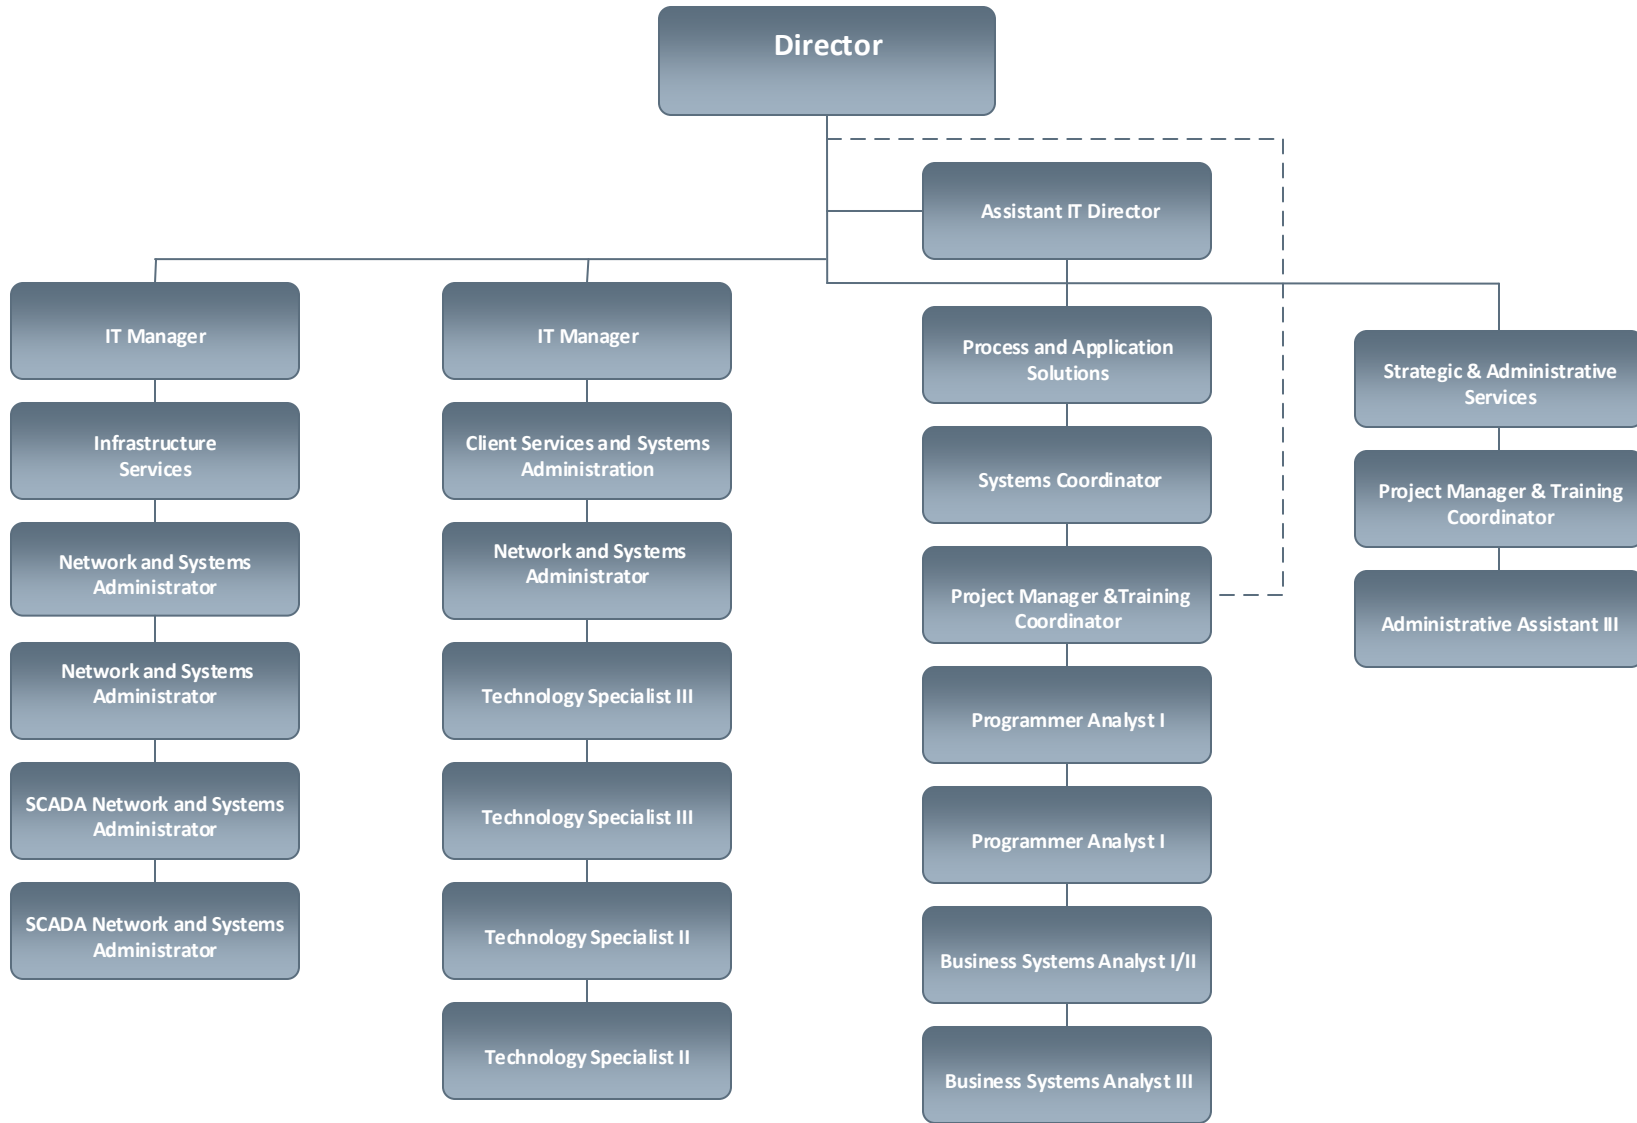 Director
Assistant IT Director
IT Manager
Infrastructure
Services
Network and Systems
Administrator
Network and Systems
Administrator
SCADA Network and Systems
Administrator
SCADA Network and Systems
Administrator
IT Manager
Client Services and Systems
Administration
Network and Systems
Administrator
Technology Specialist III
Technology Specialist III
Technology Specialist II
Technology Specialist II
Process and Application
Solutions
Systems Coordinator
Project Manager &Training
Coordinator
Programmer Analyst I
Programmer Analyst I
Business Systems Analyst I/II
Business Systems Analyst III
Strategic & Administrative
Services
Project Manager & Training
Coordinator
Administrative Assistant III